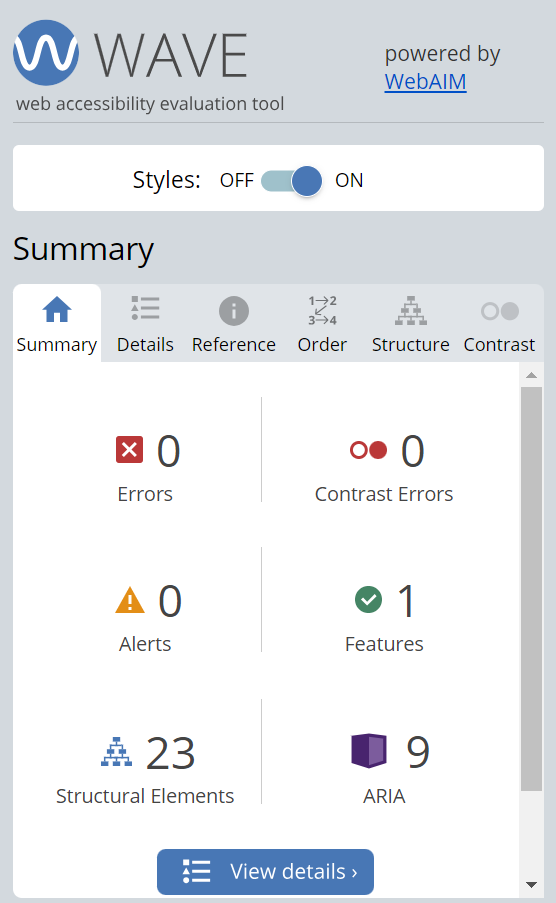 WAVE
powered by
WebAIM
web accessibility evaluation tool
Styles: OFF ON
Summary
1→2
3→4
Summary Details Reference Order Structure Contrast
0 0
Errors Contrast Errors
0 1
Alerts Features
23 9
Structural Elements ARIA
View details ›